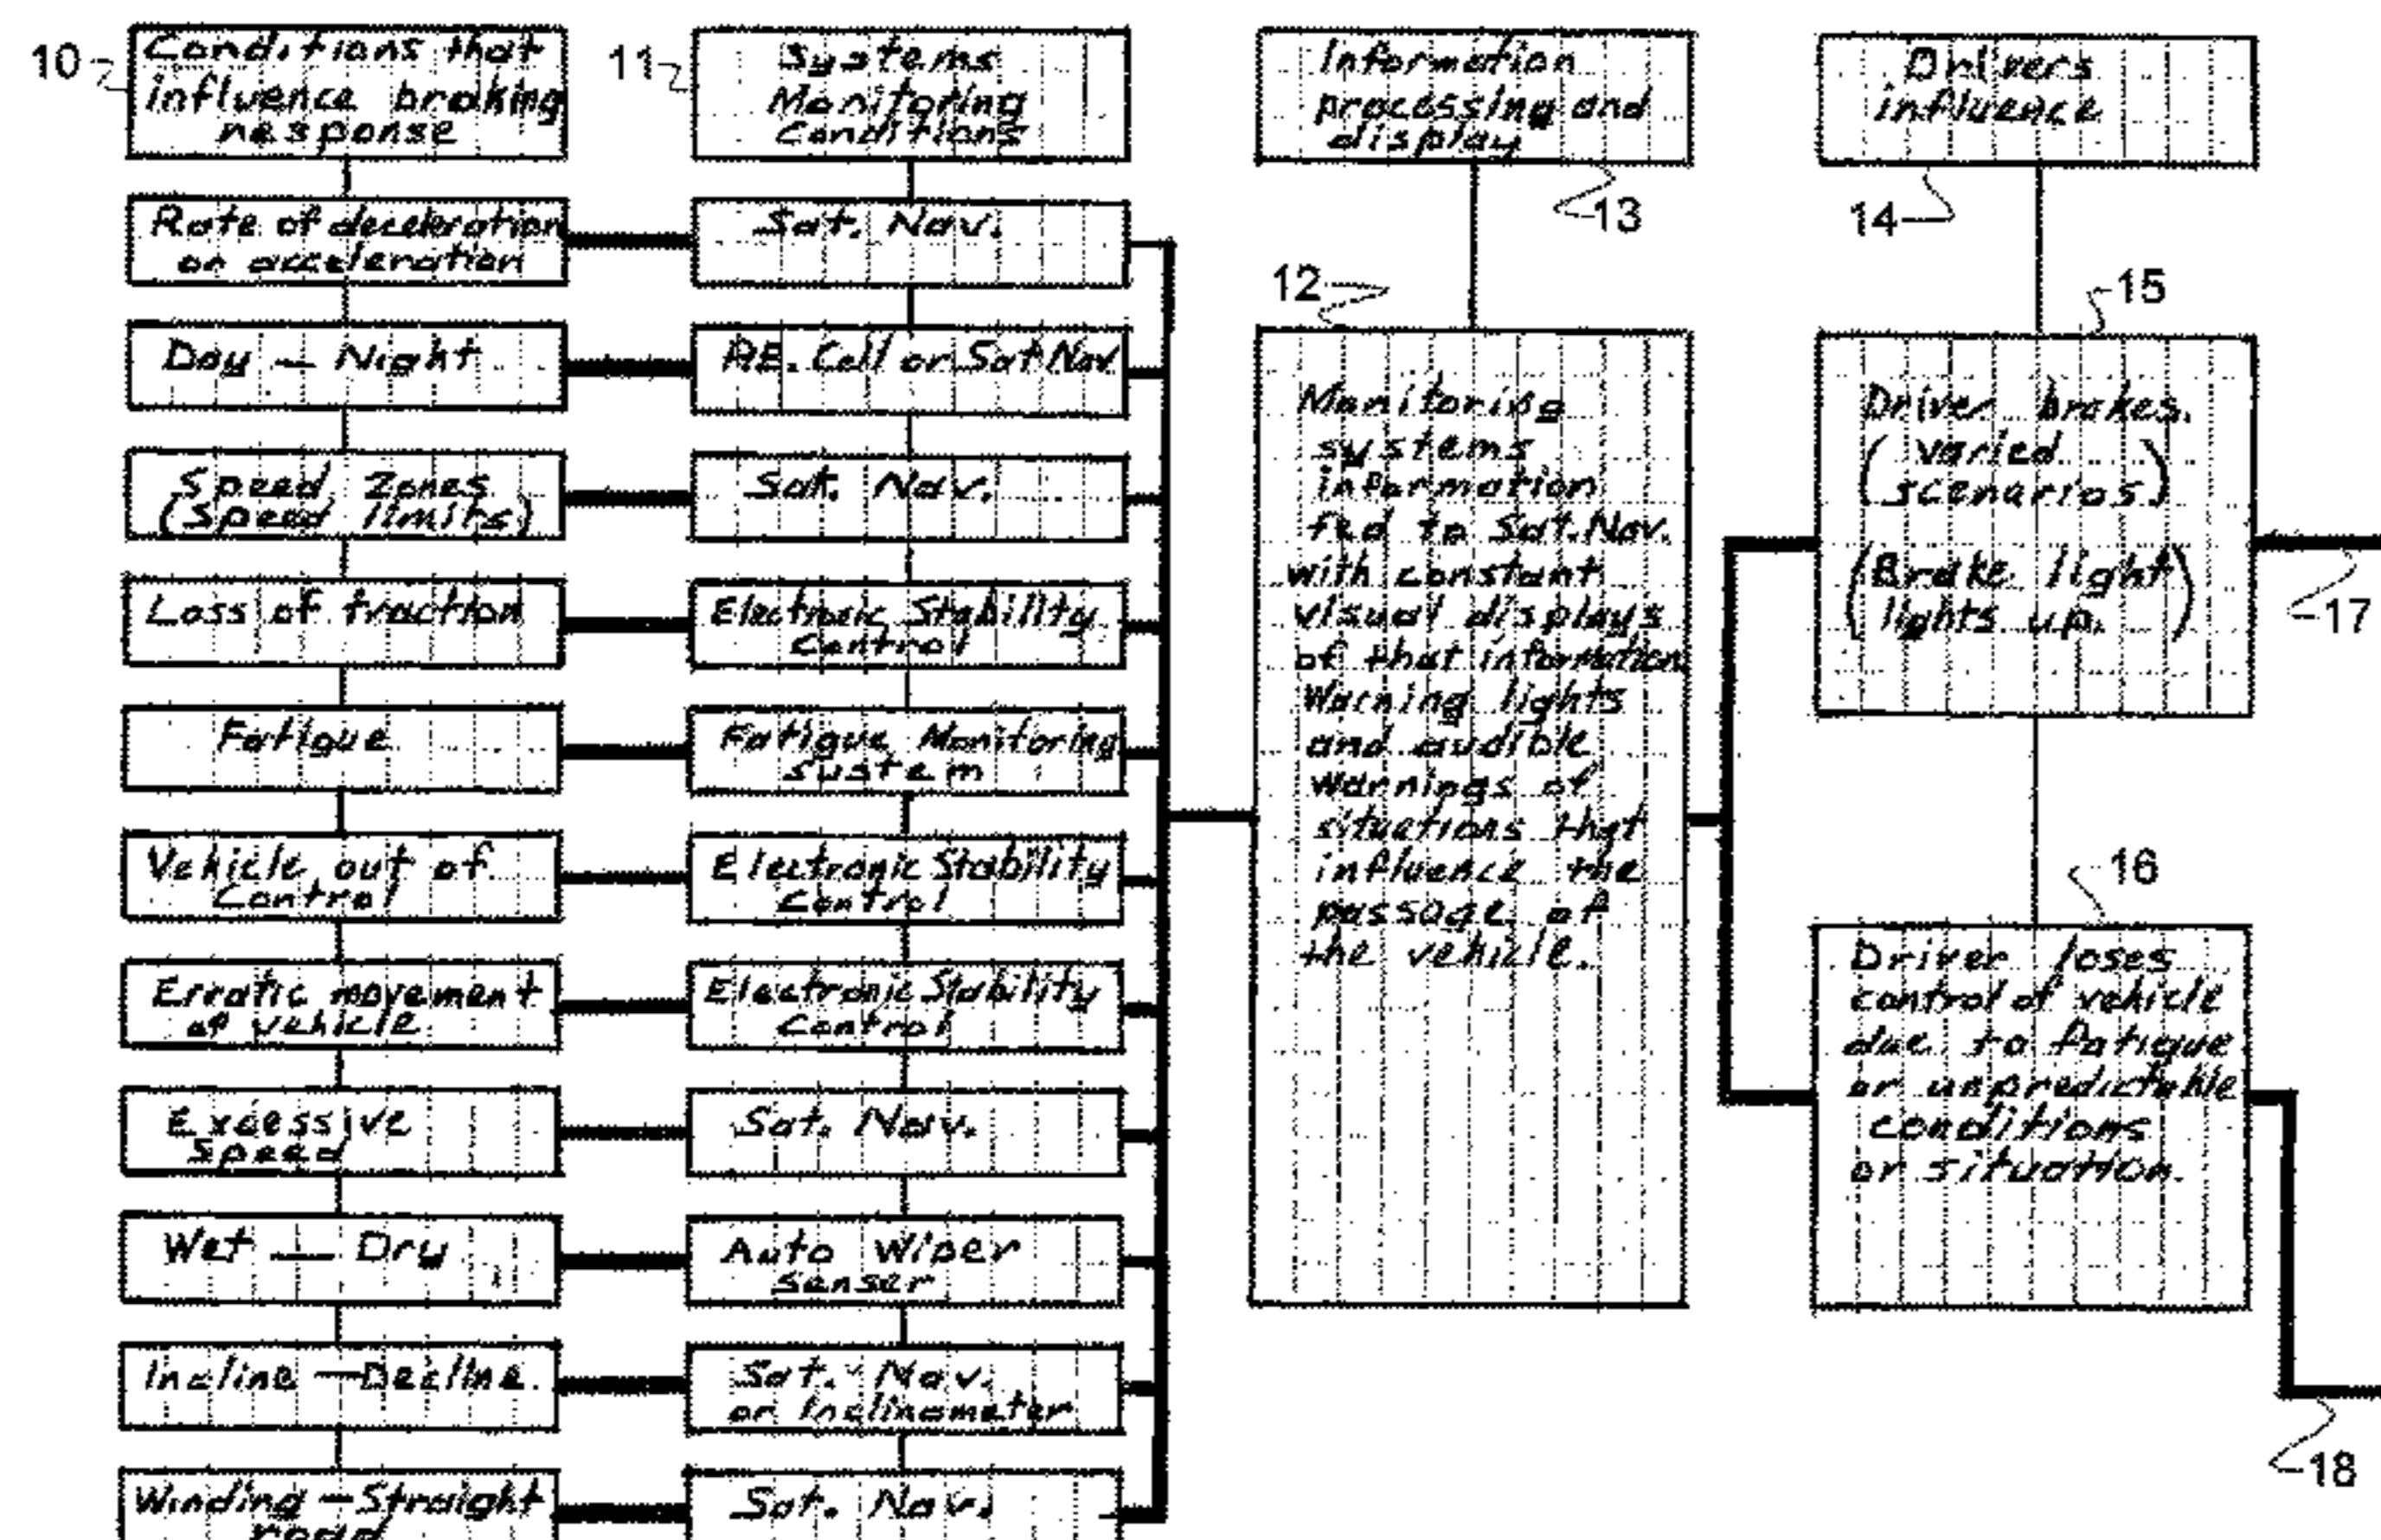 10
Conditions that
influence braking
response
Rate of deceleration
or acceleration
Day — Night
Speed Zones
(Speed limits)
Loss of traction
Fatigue
Vehicle out of
Control
Erratic movement
of vehicle
Excessive
Speed
Wet — Dry
Incline — Decline
Winding — Straight
road
11
Systems
Monitoring
Conditions
Sat. Nav.
P.E. Cell or Sat Nav
Sat. Nav.
Electronic Stability
Control
Fatigue Monitoring
System
Electronic Stability
Control
Electronic Stability
Control
Sat. Nav.
Auto Wiper
Senser
Sat. Nav.
or Inclinometer
Sat. Nav.
Information
processing and
display
13
12
Monitoring
systems
information
fed to Sat. Nav.
with constant
visual displays
of that information
Warning lights
and audible
warnings of
situations that
influence the
passage of
the vehicle.
Drivers
influence
14
15
Driver brakes.
(varied
scenarios)
(Brake light
lights up.)
17
16
Driver loses
control of vehicle
due to fatigue
or unpredictable
conditions
or situation.
18